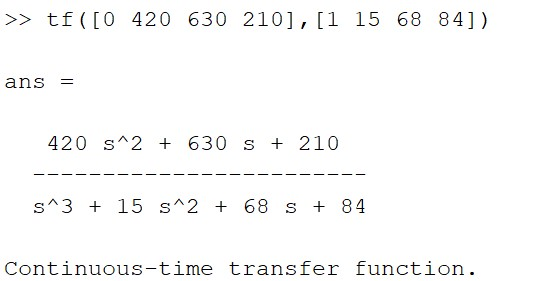 >> tf([0 420 630 210],[1 15 68 84])
ans =
420 s^2 + 630 s + 210
------------------------
s^3 + 15 s^2 + 68 s + 84
Continuous-time transfer function.